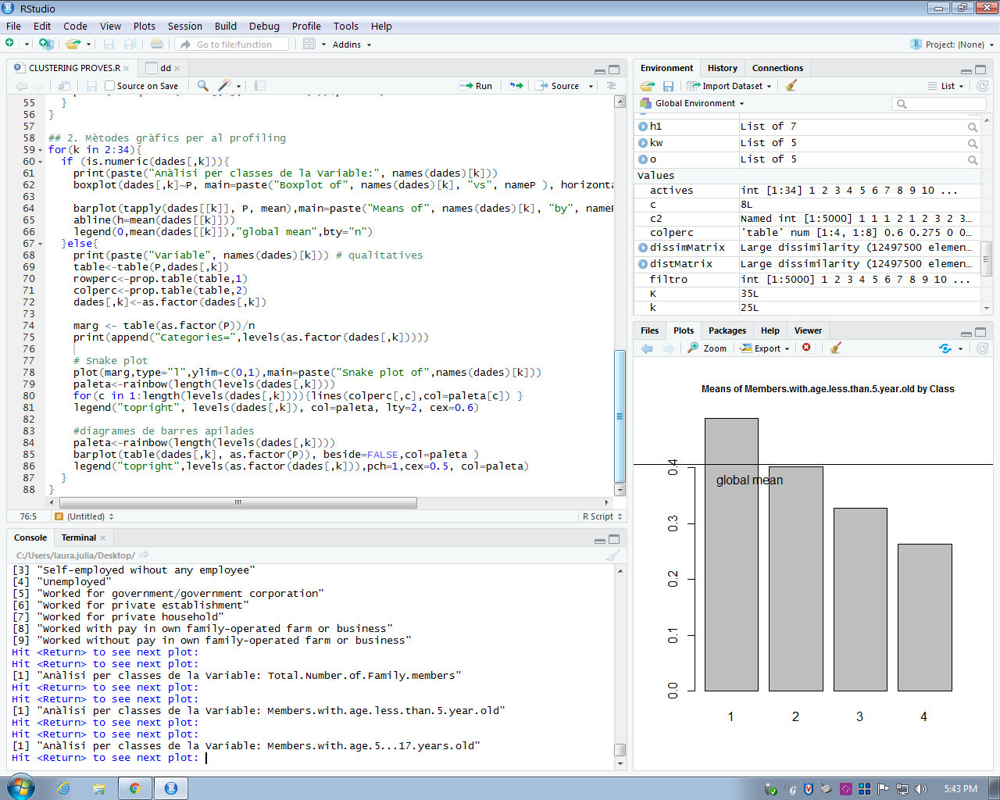 RStudio
File Edit Code View Plots Session Build Debug Profile Tools Help
Go to file/function
Addins
Project: (None)
CLUSTERING PROVES.R
dd
Source on Save
Run
Source
55 }
56 }
57
58 ## 2. Mètodes gràfics per al profiling
59 for(k in 2:34){
60 if (is.numeric(dades[,k])){
61 print(paste("Anàlisi per classes de la Variable:", names(dades)[k]))
62 boxplot(dades[,k]~P, main=paste("Boxplot of", names(dades)[k], "vs", nameP ), horizonta
63
64 barplot(tapply(dades[[k]], P, mean),main=paste("Means of", names(dades)[k], "by", nameP
65 abline(h=mean(dades[[k]]))
66 legend(0,mean(dades[[k]]),"global mean",bty="n")
67 }else{
68 print(paste("Variable", names(dades)[k])) # qualitatives
69 table<-table(P,dades[,k])
70 rowperc<-prop.table(table,1)
71 colperc<-prop.table(table,2)
72 dades[,k]<-as.factor(dades[,k])
73
74 marg <- table(as.factor(P))/n
75 print(append("Categories=",levels(as.factor(dades[,k]))))
76
77 # Snake plot
78 plot(marg,type="l",ylim=c(0,1),main=paste("Snake plot of",names(dades)[k]))
79 paleta<-rainbow(length(levels(dades[,k])))
80 for(c in 1:length(levels(dades[,k]))){lines(colperc[,c],col=paleta[c]) }
81 legend("topright", levels(dades[,k]), col=paleta, lty=2, cex=0.6)
82
83 #diagrames de barres apilades
84 paleta<-rainbow(length(levels(dades[,k])))
85 barplot(table(dades[,k], as.factor(P)), beside=FALSE,col=paleta )
86 legend("topright",levels(as.factor(dades[,k])),pch=1,cex=0.5, col=paleta)
87 }
88 }
76:5 # (Untitled) R Script
Console Terminal
C:/Users/laura.julia/Desktop/
[3] "Self-employed wihout any employee"
[4] "Unemployed"
[5] "Worked for government/government corporation"
[6] "Worked for private establishment"
[7] "Worked for private household"
[8] "Worked with pay in own family-operated farm or business"
[9] "Worked without pay in own family-operated farm or business"
Hit <Return> to see next plot:
Hit <Return> to see next plot:
[1] "Anàlisi per classes de la Variable: Total.Number.of.Family.members"
Hit <Return> to see next plot:
Hit <Return> to see next plot:
[1] "Anàlisi per classes de la Variable: Members.with.age.less.than.5.year.old"
Hit <Return> to see next plot:
Hit <Return> to see next plot:
[1] "Anàlisi per classes de la Variable: Members.with.age.5...17.years.old"
Hit <Return> to see next plot:
Environment History Connections
Import Dataset
List
Global Environment
h1 List of 7
kw List of 5
o List of 5
Values
actives int [1:34] 1 2 3 4 5 6 7 8 9 10 ...
c 8L
c2 Named int [1:5000] 1 1 1 2 1 2 3 2 3…
colperc 'table' num [1:4, 1:8] 0.6 0.275 0 0…
dissimMatrix Large dissimilarity (12497500 elemen…
distMatrix Large dissimilarity (12497500 elemen…
filtro int [1:5000] 1 2 3 4 5 6 7 8 9 10 ...
K 35L
k 25L
Files Plots Packages Help Viewer
Zoom
Export
Means of Members.with.age.less.than.5.year.old by Class
global mean
0.4
0.3
0.2
0.1
0.0
1 2 3 4
5:43 PM